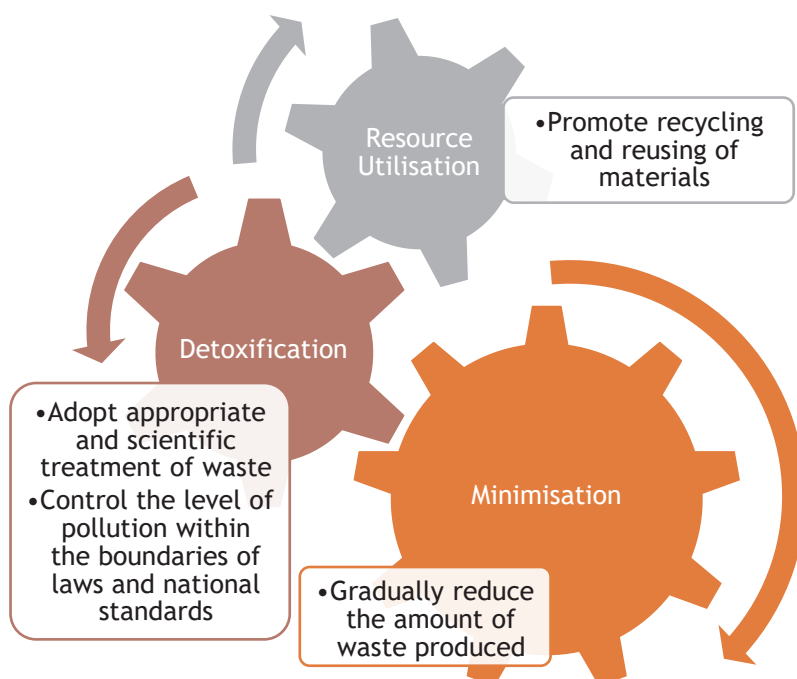 Resource
Utilisation
•Promote recycling
and reusing of
materials
Detoxification
•Adopt appropriate
and scientific
treatment of waste
•Control the level of
pollution within
the boundaries of
laws and national
standards
Minimisation
•Gradually reduce
the amount of
waste produced